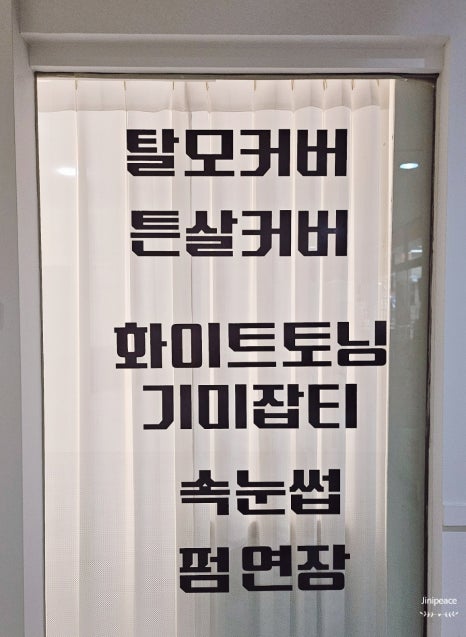 탈모커버
튼살커버
화이트토닝
기미잡티
속눈썹
펌 연장
Jinipeace